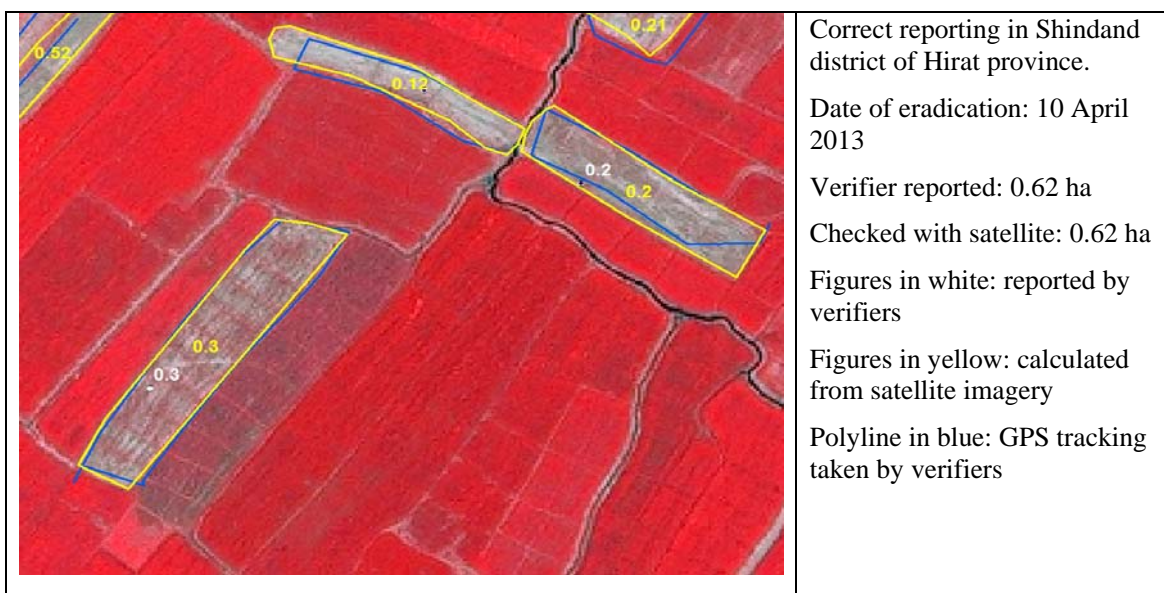 0.52
0.21
0.12
0.2
0.2
0.3
0.3
Correct reporting in Shindand
district of Hirat province.
Date of eradication: 10 April
2013
Verifier reported: 0.62 ha
Checked with satellite: 0.62 ha
Figures in white: reported by
verifiers
Figures in yellow: calculated
from satellite imagery
Polyline in blue: GPS tracking
taken by verifiers